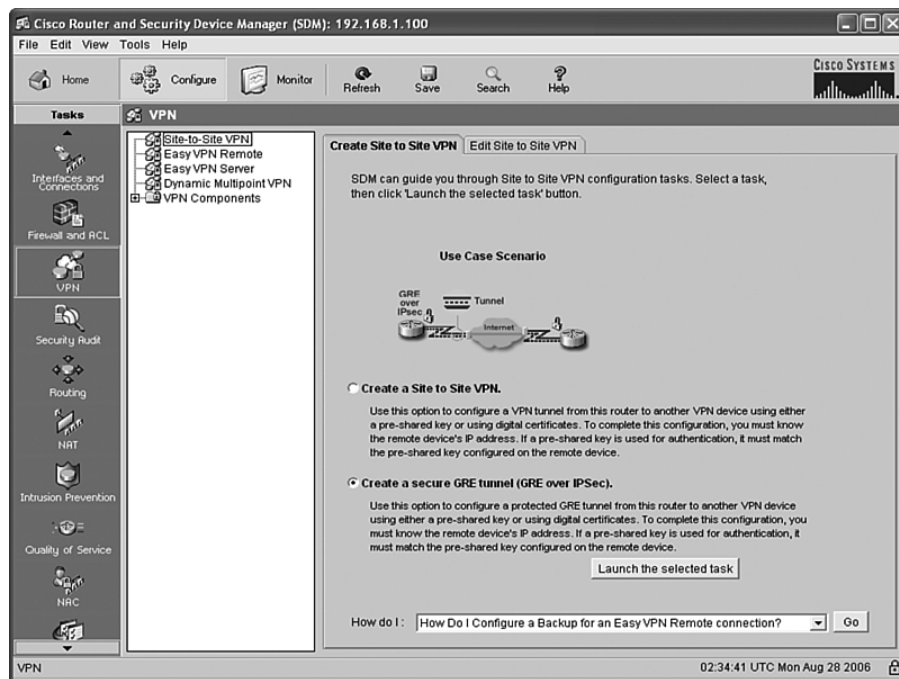 Cisco Router and Security Device Manager (SDM): 192.168.1.100
File Edit View Tools Help
Home Configure Monitor Refresh Save Search Help
CISCO SYSTEMS
Tasks
VPN
Interfaces and
Connections
Firewall and ACL
VPN
Security Audit
Routing
NAT
Intrusion Prevention
Quality of Service
NAC
Site-to-Site VPN
Easy VPN Remote
Easy VPN Server
Dynamic Multipoint VPN
VPN Components
Create Site to Site VPN Edit Site to Site VPN
SDM can guide you through Site to Site VPN configuration tasks. Select a task,
then click 'Launch the selected task' button.
Use Case Scenario
GRE
over
IPsec
Tunnel
Internet
Create a Site to Site VPN.
Use this option to configure a VPN tunnel from this router to another VPN device using either
a pre-shared key or using digital certificates. To complete this configuration, you must know
the remote device's IP address. If a pre-shared key is used for authentication, it must match
the pre-shared key configured on the remote device.
Create a secure GRE tunnel (GRE over IPSec).
Use this option to configure a protected GRE tunnel from this router to another VPN device
using either a pre-shared key or using digital certificates. To complete this configuration, you
must know the remote device's IP address. If a pre-shared key is used for authentication, it
must match the pre-shared key configured on the remote device.
Launch the selected task
How do I : How Do I Configure a Backup for an Easy VPN Remote connection? Go
VPN 02:34:41 UTC Mon Aug 28 2006